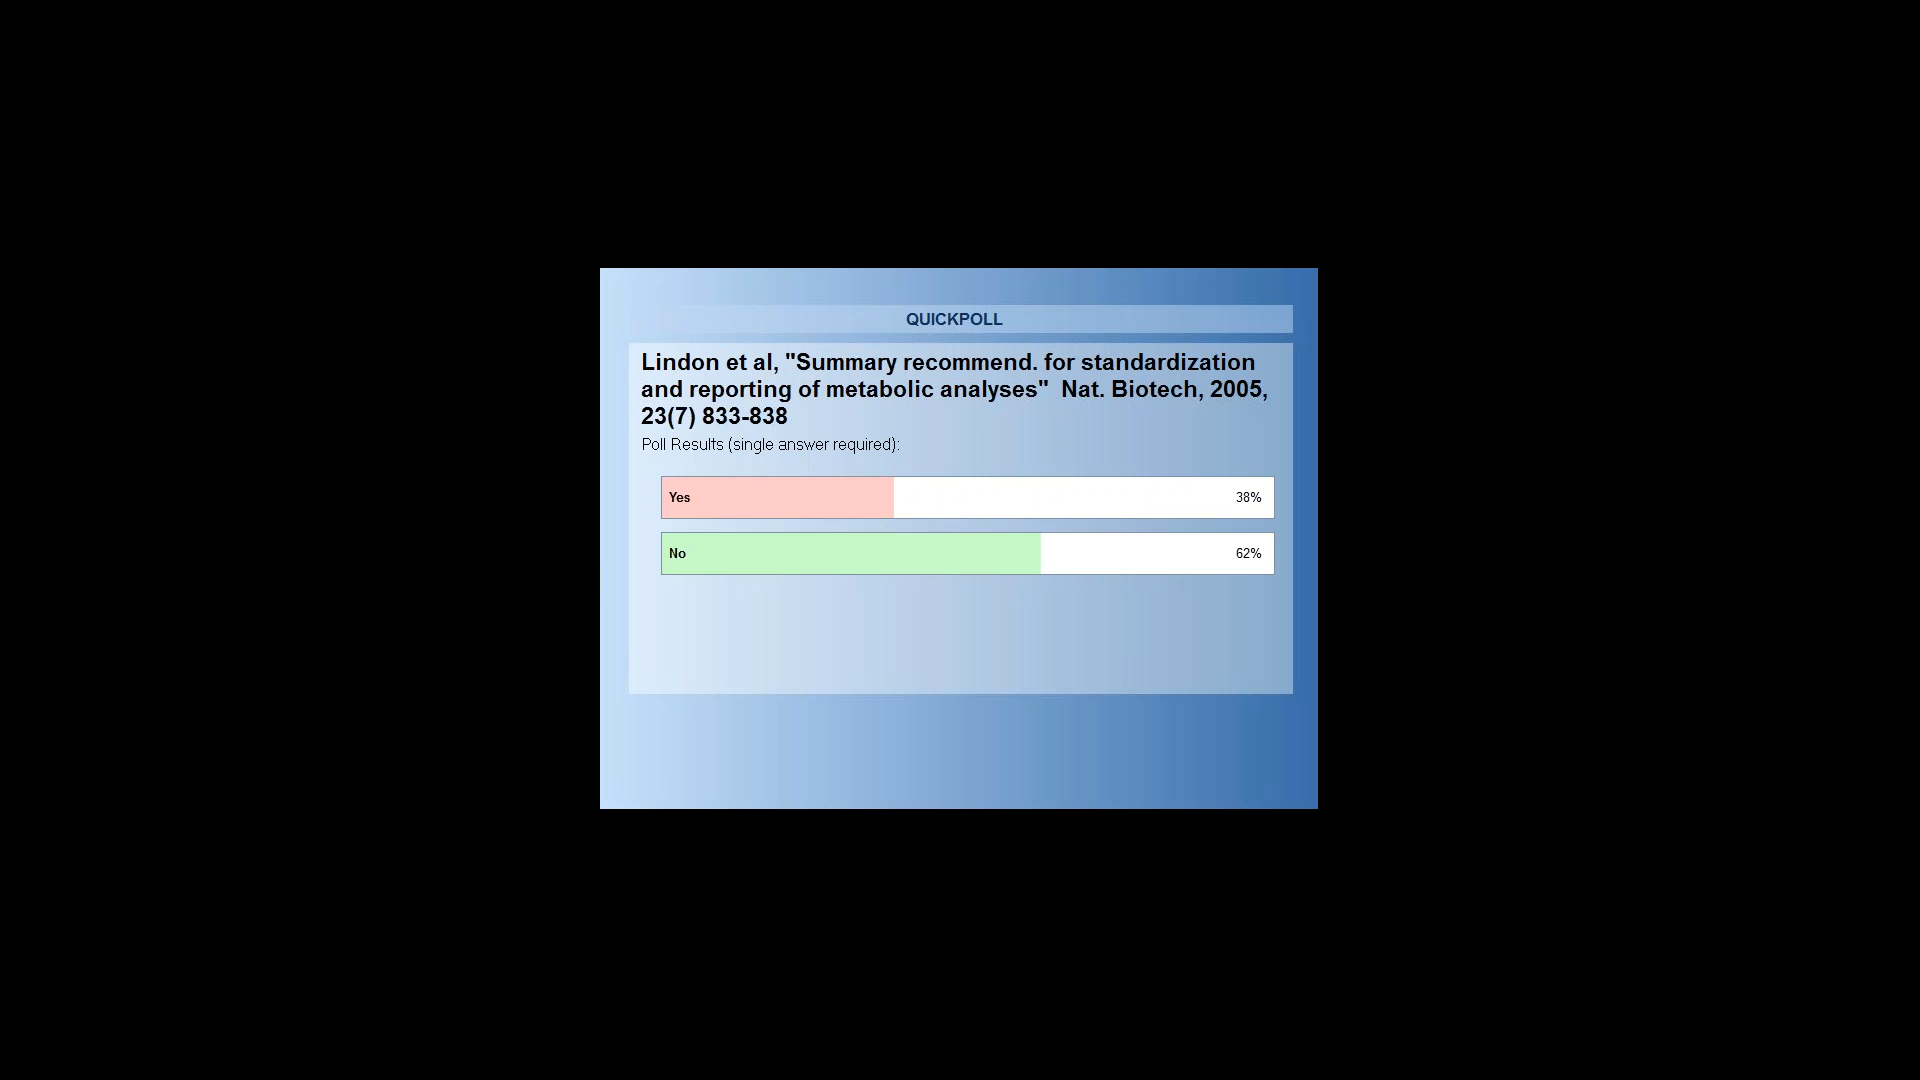 QUICKPOLL
Lindon et al, "Summary recommend. for standardization
and reporting of metabolic analyses"  Nat. Biotech, 2005,
23(7) 833-838
Poll Results (single answer required):
Yes 38%
No 62%